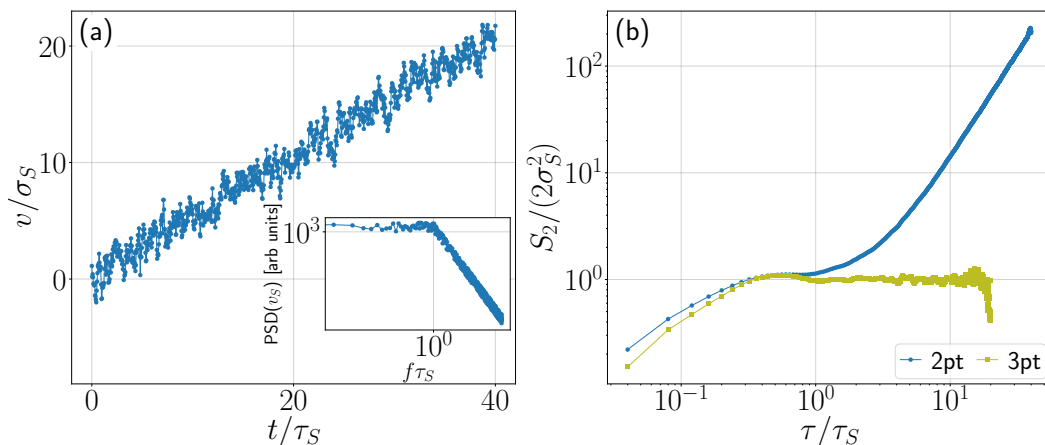 (a)
20
10
0
v/σ_S
0
20
40
t/τ_S
PSD(v_S) [arb units]
10^3
10^0
fτ_S
(b)
10^2
10^1
10^0
S_2/(2σ_S^2)
2pt
3pt
10^−1
10^0
10^1
τ/τ_S